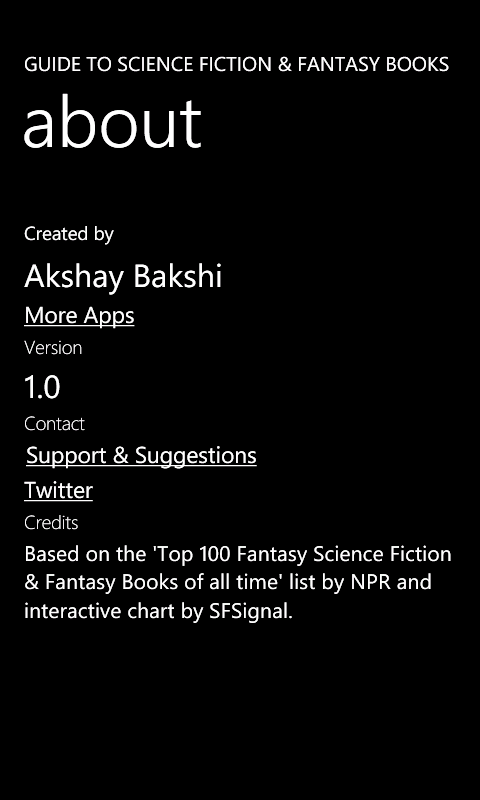 GUIDE TO SCIENCE FICTION & FANTASY BOOKS
about
Created by
Akshay Bakshi
More Apps
Version
1.0
Contact
Support & Suggestions
Twitter
Credits
Based on the 'Top 100 Fantasy Science Fiction
& Fantasy Books of all time' list by NPR and
interactive chart by SFSignal.